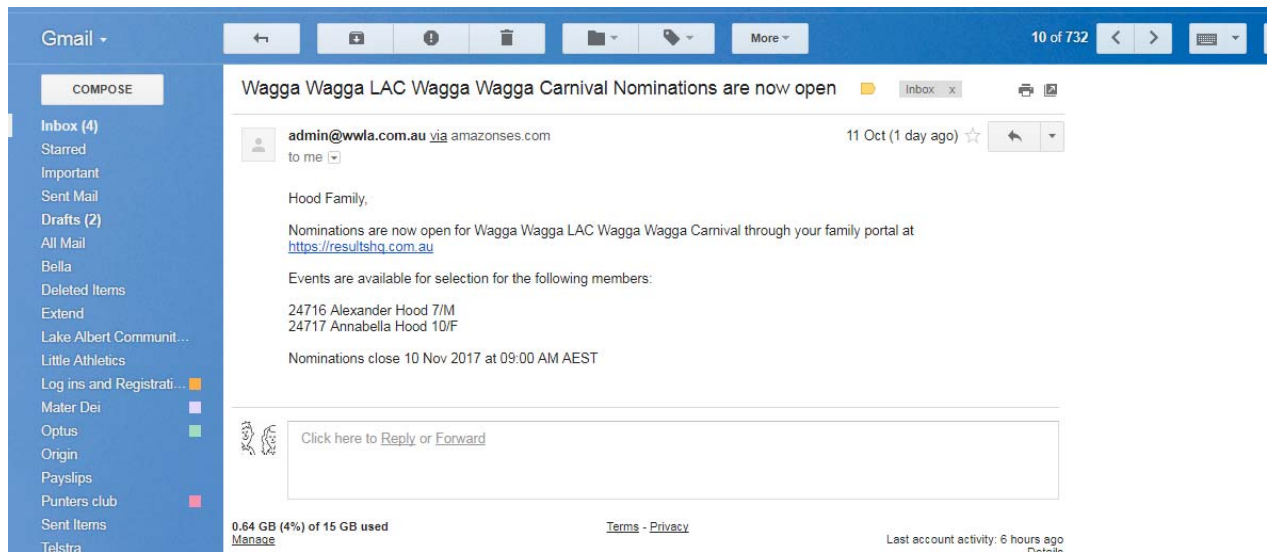 Gmail
More
10 of 732
COMPOSE
Inbox (4)
Starred
Important
Sent Mail
Drafts (2)
All Mail
Bella
Deleted Items
Extend
Lake Albert Communit...
Little Athletics
Log ins and Registrati...
Mater Dei
Optus
Origin
Payslips
Punters club
Sent Items
Telstra
Wagga Wagga LAC Wagga Wagga Carnival Nominations are now open
Inbox x
admin@wwla.com.au via amazonses.com
11 Oct (1 day ago)
to me
Hood Family,
Nominations are now open for Wagga Wagga LAC Wagga Wagga Carnival through your family portal at
https://resultshq.com.au
Events are available for selection for the following members:
24716 Alexander Hood 7/M
24717 Annabella Hood 10/F
Nominations close 10 Nov 2017 at 09:00 AM AEST
Click here to Reply or Forward
0.64 GB (4%) of 15 GB used
Manage
Terms - Privacy
Last account activity: 6 hours ago
Details